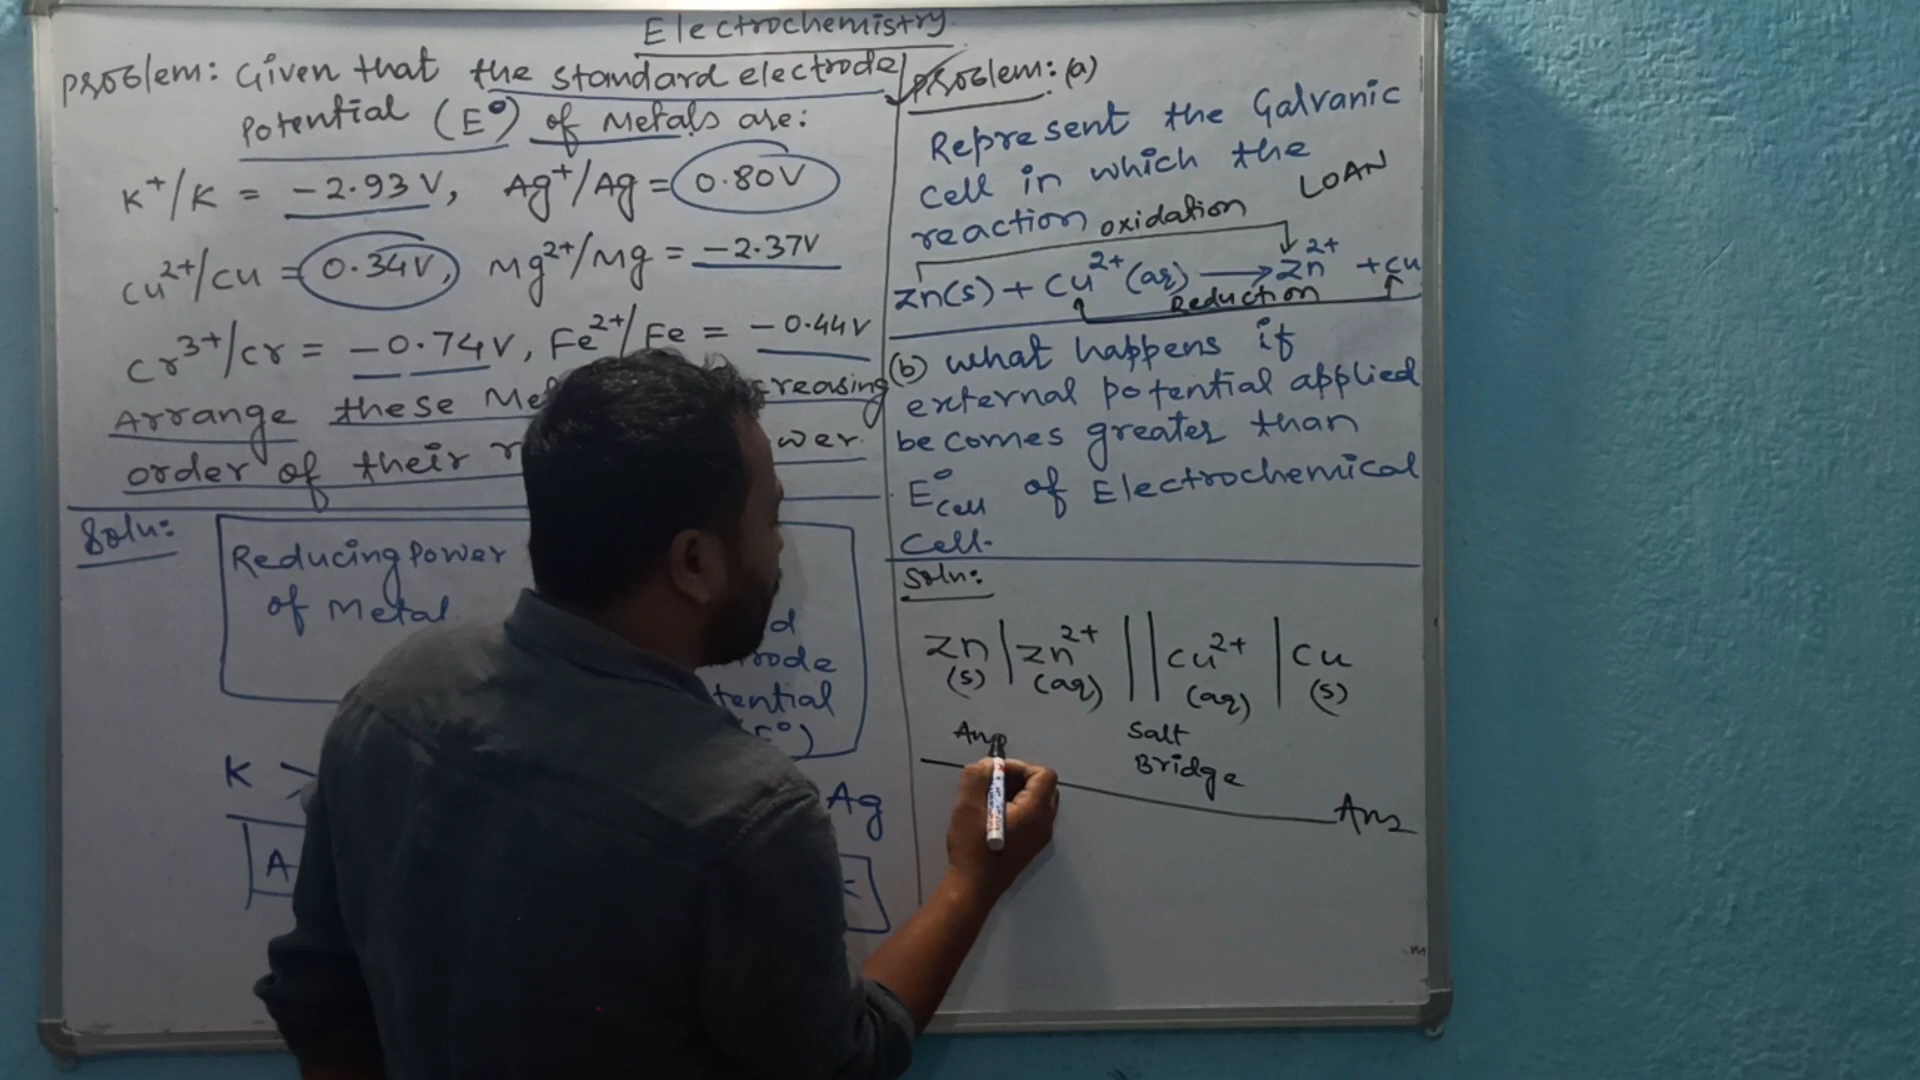 Electrochemistry
Problem: Given that the standard electrode
Potential (E⁰) of Metals are:
K⁺/K = -2.93 V, Ag⁺/Ag = 0.80V
Cu²⁺/Cu = 0.34V, Mg²⁺/Mg = -2.37V
Cr³⁺/Cr = -0.74V, Fe²⁺/Fe = -0.44V
Arrange these
order of their
Soln:
Reducing Power
of Metal
K
Ag
A
Problem: (a)
Represent the Galvanic
Cell in which the
LOAN
reaction oxidation
Zn(s) + Cu²⁺(aq) → Zn²⁺ + Cu
Reduction
(b) What happens if
external potential applied
becomes greater than
E⁰cell of Electrochemical
Cell.
Soln:
Zn | Zn²⁺ || Cu²⁺ | Cu
(s) (aq) (aq) (s)
Salt
Bridge
Ans